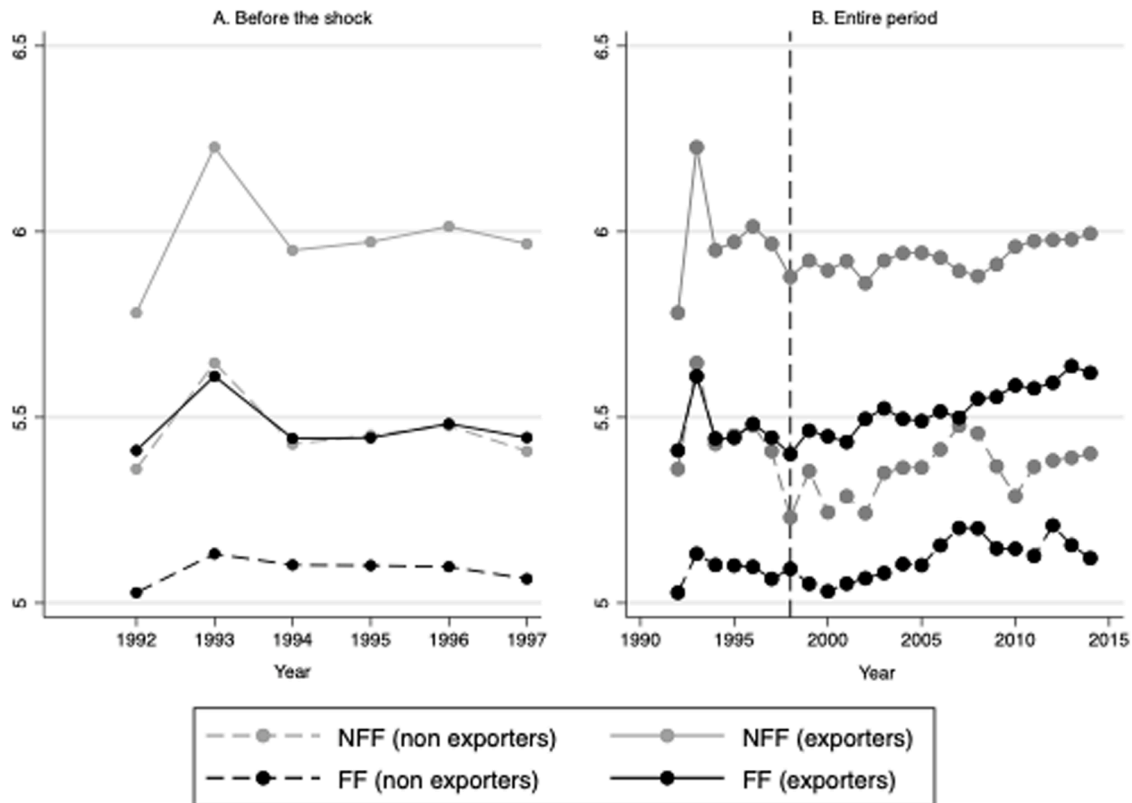 A. Before the shock
6.5
6
5.5
5
1992 1993 1994 1995 1996 1997
Year
B. Entire period
6.5
6
5.5
5
1990 1995 2000 2005 2010 2015
Year
NFF (non exporters) NFF (exporters)
FF (non exporters) FF (exporters)